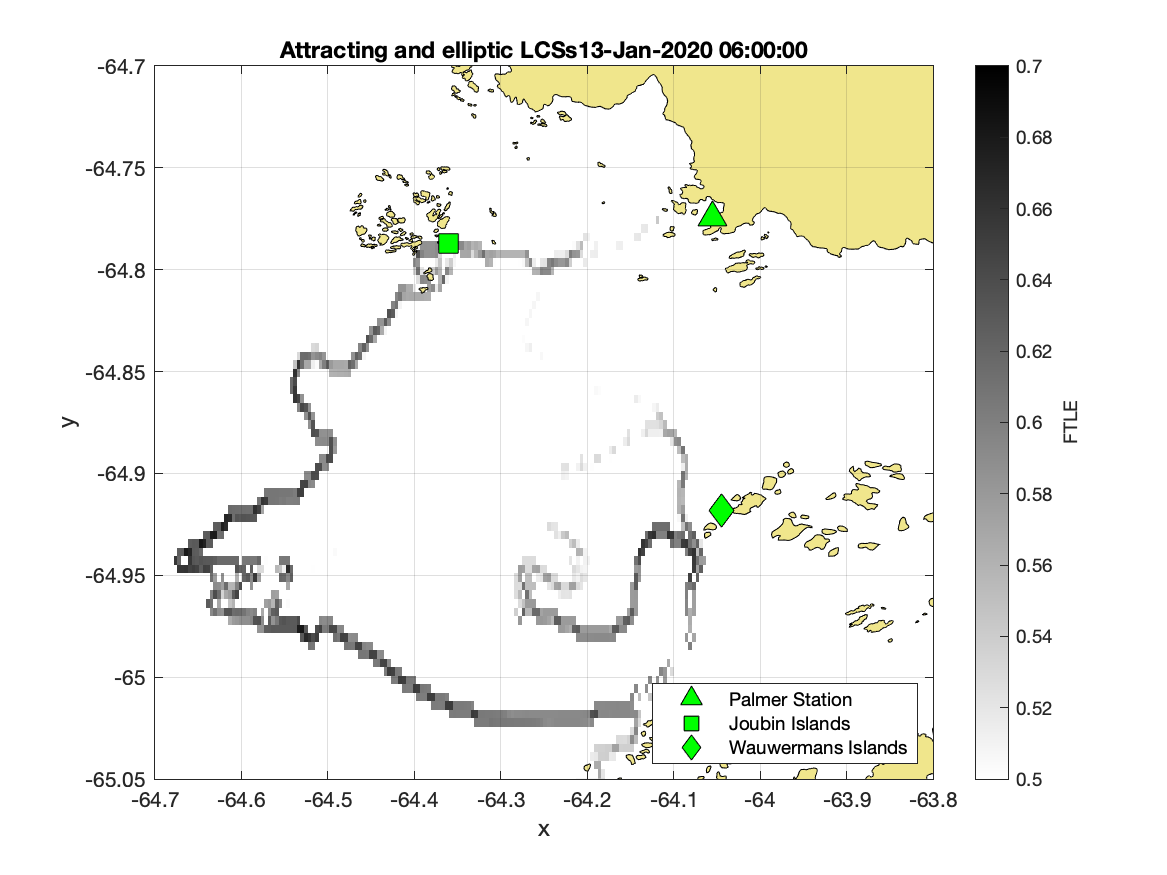 Attracting and elliptic LCSs13-Jan-2020 06:00:00
-64.7
-64.75
-64.8
-64.85
-64.9
-64.95
-65
-65.05
y
-64.7 -64.6 -64.5 -64.4 -64.3 -64.2 -64.1 -64 -63.9 -63.8
x
Palmer Station
Joubin Islands
Wauwermans Islands
0.7
0.68
0.66
0.64
0.62
0.6
0.58
0.56
0.54
0.52
0.5
FTLE